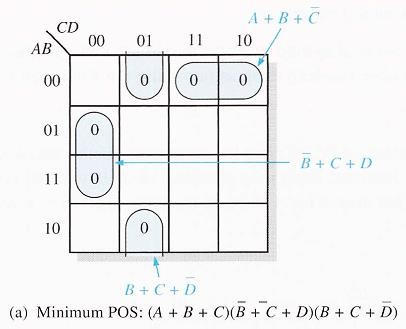 A + B + C̅
CD
AB
00 01 11 10
00 0 0 0
01 0
B̅ + C + D
11 0
10 0
B + C + D̅
(a) Minimum POS: (A + B + C)(B̅ + ‾C + D)(B + C + D̅)